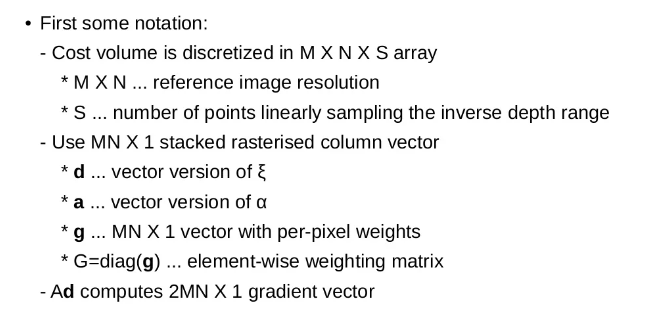 • First some notation:
- Cost volume is discretized in M X N X S array
* M X N ... reference image resolution
* S ... number of points linearly sampling the inverse depth range
- Use MN X 1 stacked rasterised column vector
* d ... vector version of ξ
* a ... vector version of α
* g ... MN X 1 vector with per-pixel weights
* G=diag(g) ... element-wise weighting matrix
- Ad computes 2MN X 1 gradient vector